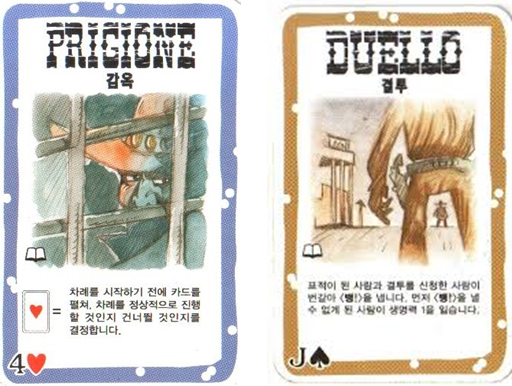 PRIGIONE
감옥
차례를 시작하기 전에 카드를
펼쳐, 차례를 정상적으로 진행
할 것인지 건너뛸 것인지를
결정합니다.
=
4♥
DUELLO
결투
표적이 된 사람과 결투를 신청한 사람이
번갈아 〈뱅!〉을 냅니다. 먼저 〈뱅!〉을 낼
수 없게 된 사람이 생명력 1을 잃습니다.
J♠